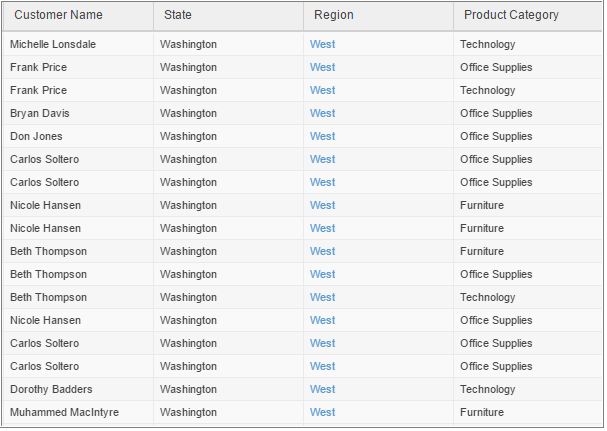 Customer Name State Region Product Category
Michelle Lonsdale Washington West Technology
Frank Price Washington West Office Supplies
Frank Price Washington West Technology
Bryan Davis Washington West Office Supplies
Don Jones Washington West Office Supplies
Carlos Soltero Washington West Office Supplies
Carlos Soltero Washington West Office Supplies
Nicole Hansen Washington West Furniture
Nicole Hansen Washington West Furniture
Beth Thompson Washington West Furniture
Beth Thompson Washington West Office Supplies
Beth Thompson Washington West Technology
Nicole Hansen Washington West Office Supplies
Carlos Soltero Washington West Office Supplies
Carlos Soltero Washington West Office Supplies
Dorothy Badders Washington West Technology
Muhammed MacIntyre Washington West Furniture